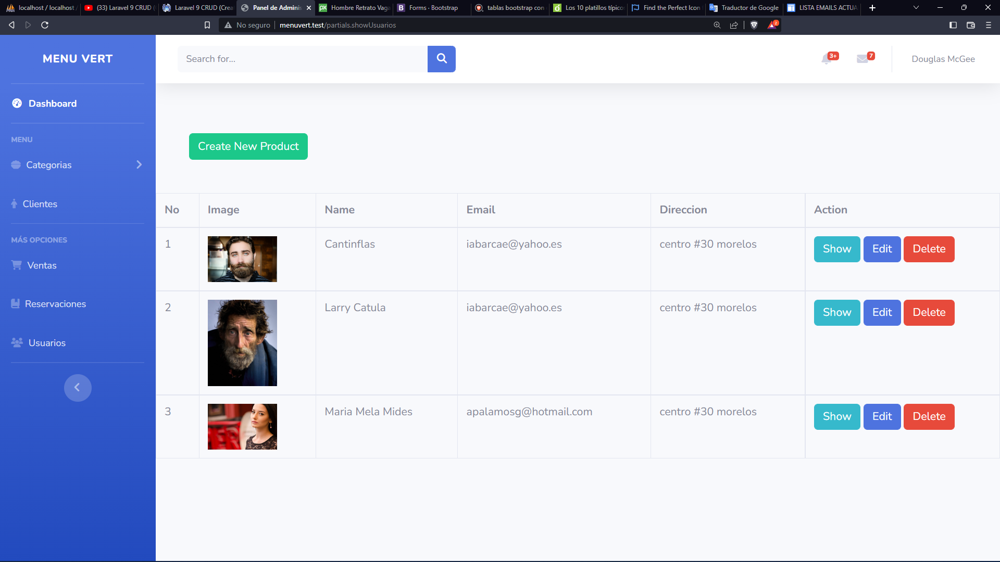 localhost / localhost /
(33) Laravel 9 CRUD (
Laravel 9 CRUD (Crea
Panel de Adminis
Hombre Retrato Vaga
Forms · Bootstrap
tablas bootstrap con
Los 10 platillos típicos
Find the Perfect Icon
Traductor de Google
LISTA EMAILS ACTUA
No seguro
menuvert.test/partials.showUsuarios
2
MENU VERT
Dashboard
MENU
Categorias
Clientes
MÁS OPCIONES
Ventas
Reservaciones
Usuarios
Search for...
3+
7
Douglas McGee
Create New Product
No Image Name Email Direccion Action
1 Cantinflas iabarcae@yahoo.es centro #30 morelos Show Edit Delete
2 Larry Catula iabarcae@yahoo.es centro #30 morelos Show Edit Delete
3 Maria Mela Mides apalamosg@hotmail.com centro #30 morelos Show Edit Delete